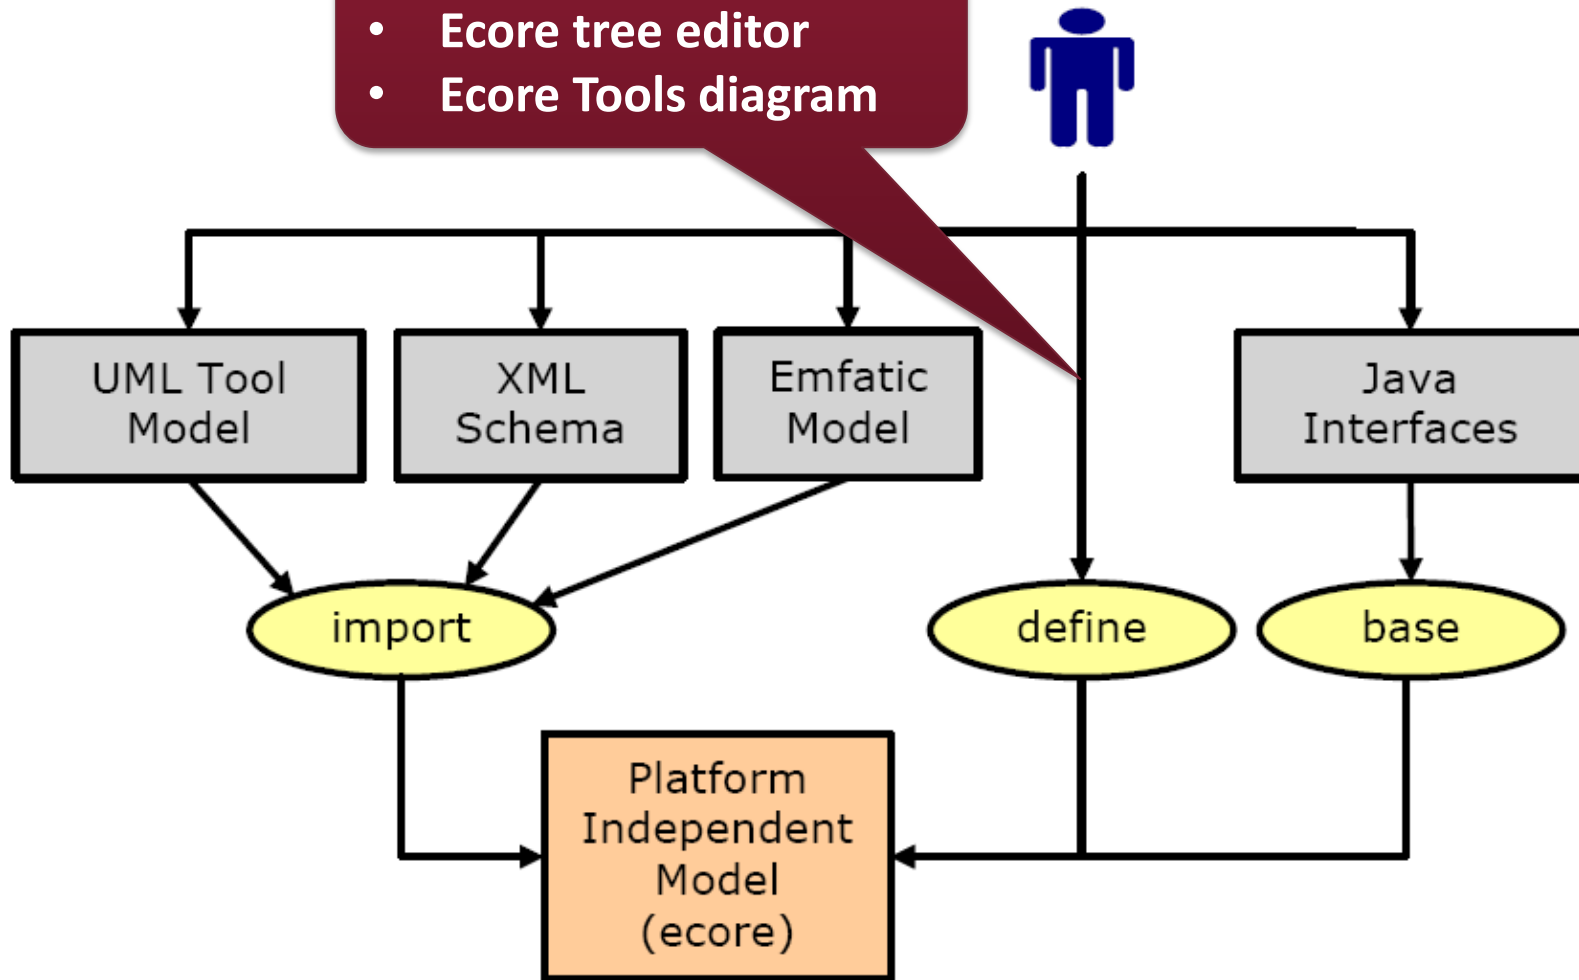 • Ecore tree editor
• Ecore Tools diagram
UML Tool
Model
XML
Schema
Emfatic
Model
Java
Interfaces
import
define
base
Platform
Independent
Model
(ecore)